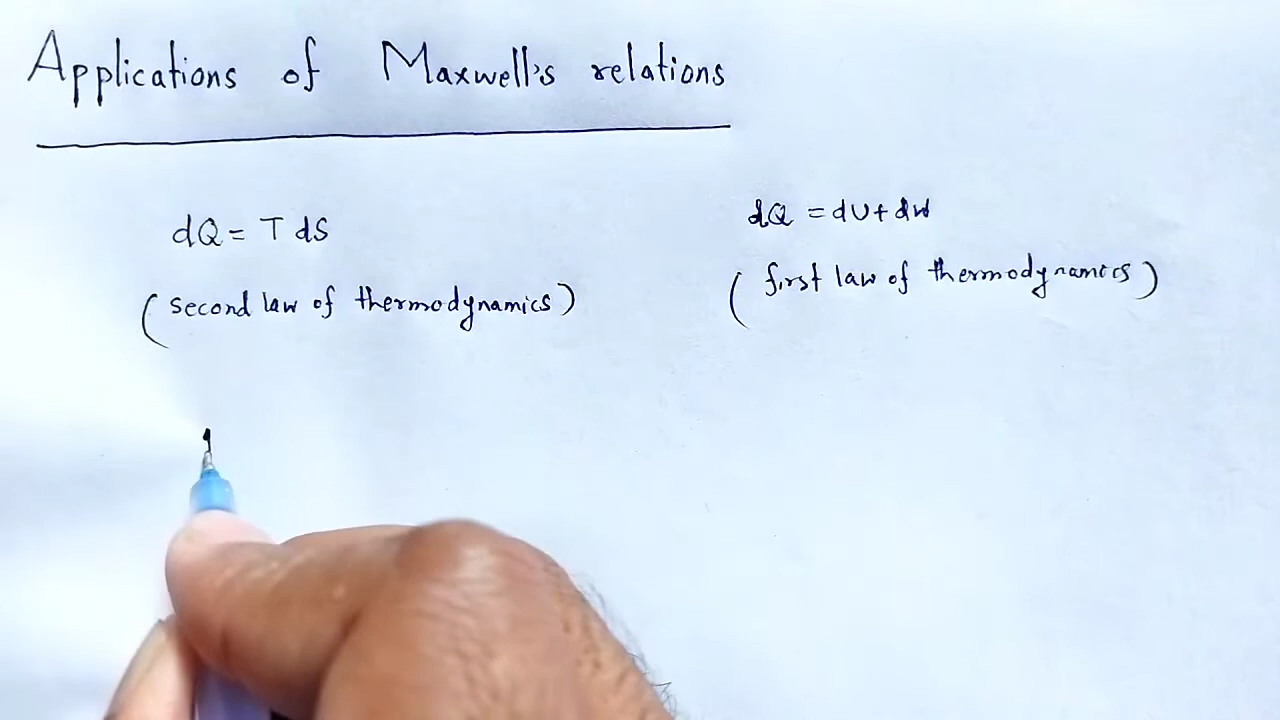 Applications of Maxwell's relations
dQ = T dS
(second law of thermodynamics)
dQ = dU + dW
(first law of thermodynamics)